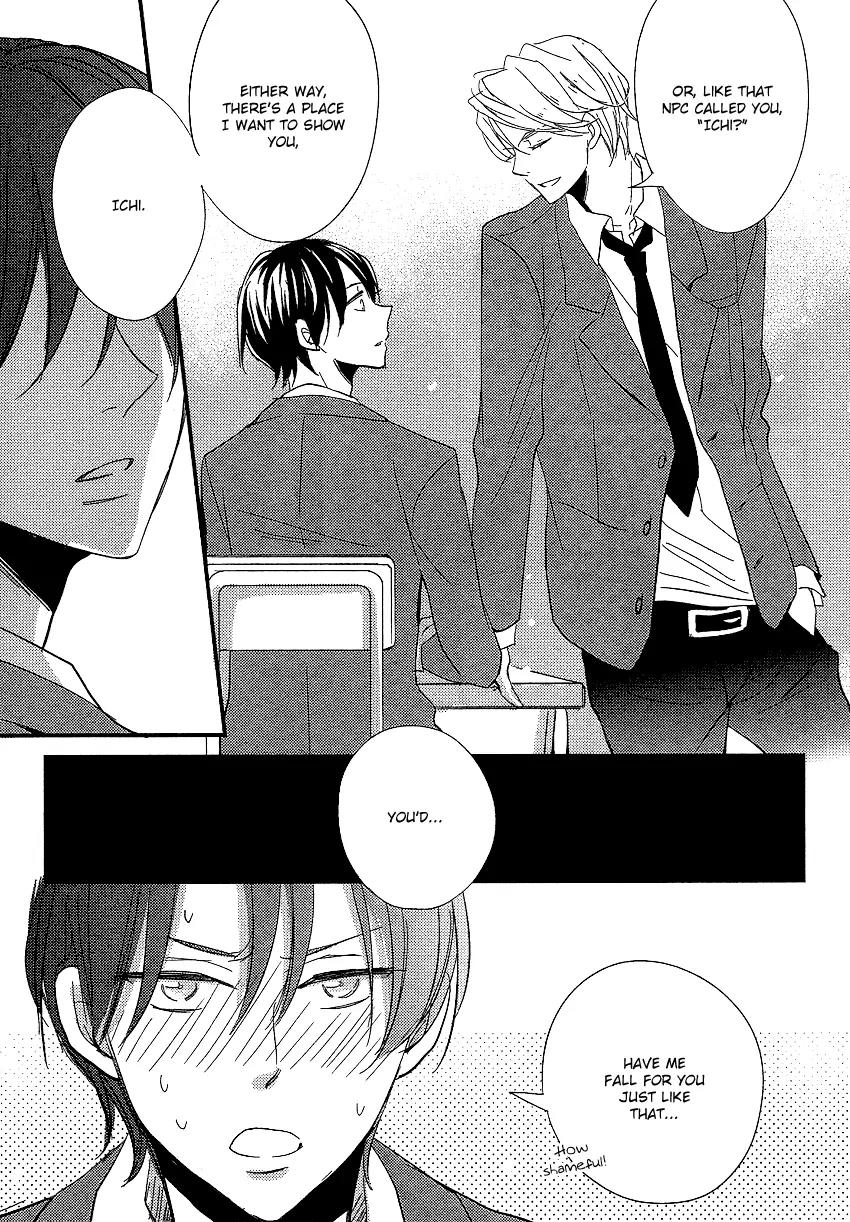 OR, LIKE THAT
NPC CALLED YOU,
"ICHI?"
EITHER WAY,
THERE'S A PLACE
I WANT TO SHOW
YOU,
ICHI.
YOU'D...
HAVE ME
FALL FOR YOU
JUST LIKE
THAT...
How
shameful!